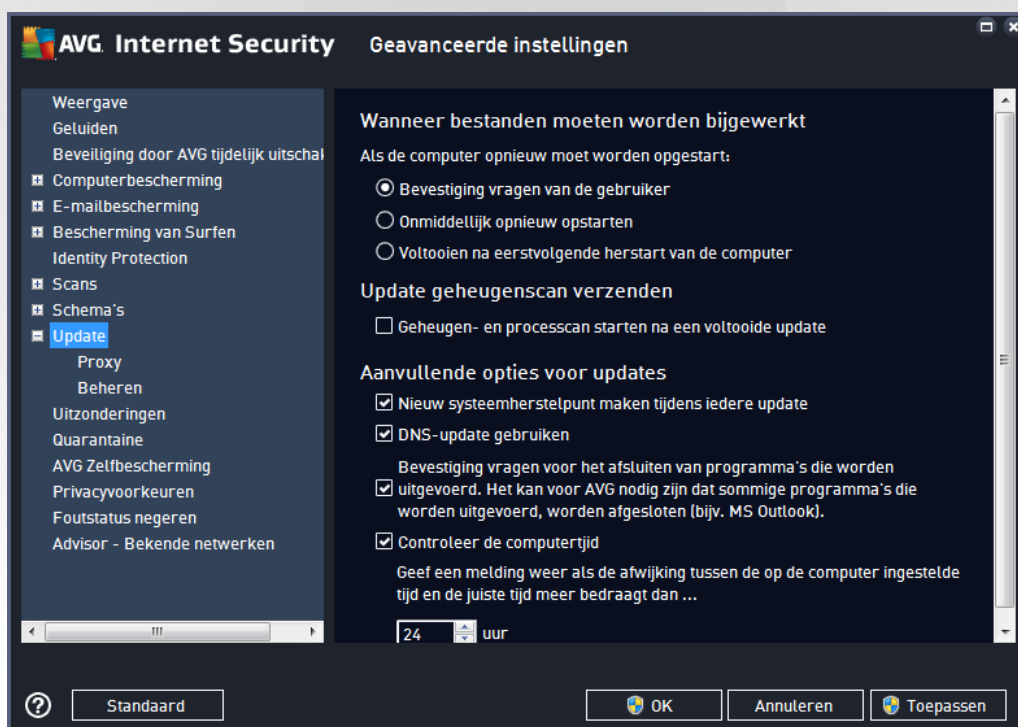 AVG. Internet Security Geavanceerde instellingen
Weergave
Geluiden
Beveiliging door AVG tijdelijk uitschak
Computerbescherming
E-mailbescherming
Bescherming van Surfen
Identity Protection
Scans
Schema's
Update
Proxy
Beheren
Uitzonderingen
Quarantaine
AVG Zelfbescherming
Privacyvoorkeuren
Foutstatus negeren
Advisor - Bekende netwerken
Wanneer bestanden moeten worden bijgewerkt
Als de computer opnieuw moet worden opgestart:
Bevestiging vragen van de gebruiker
Onmiddellijk opnieuw opstarten
Voltooien na eerstvolgende herstart van de computer
Update geheugenscan verzenden
Geheugen- en processcan starten na een voltooide update
Aanvullende opties voor updates
Nieuw systeemherstelpunt maken tijdens iedere update
DNS-update gebruiken
Bevestiging vragen voor het afsluiten van programma's die worden
uitgevoerd. Het kan voor AVG nodig zijn dat sommige programma's die
worden uitgevoerd, worden afgesloten (bijv. MS Outlook).
Controleer de computertjid
Geef een melding weer als de afwijking tussen de op de computer ingestelde
tijd en de juiste tijd meer bedraagt dan ...
24 uur
? Standaard OK Annuleren Toepassen